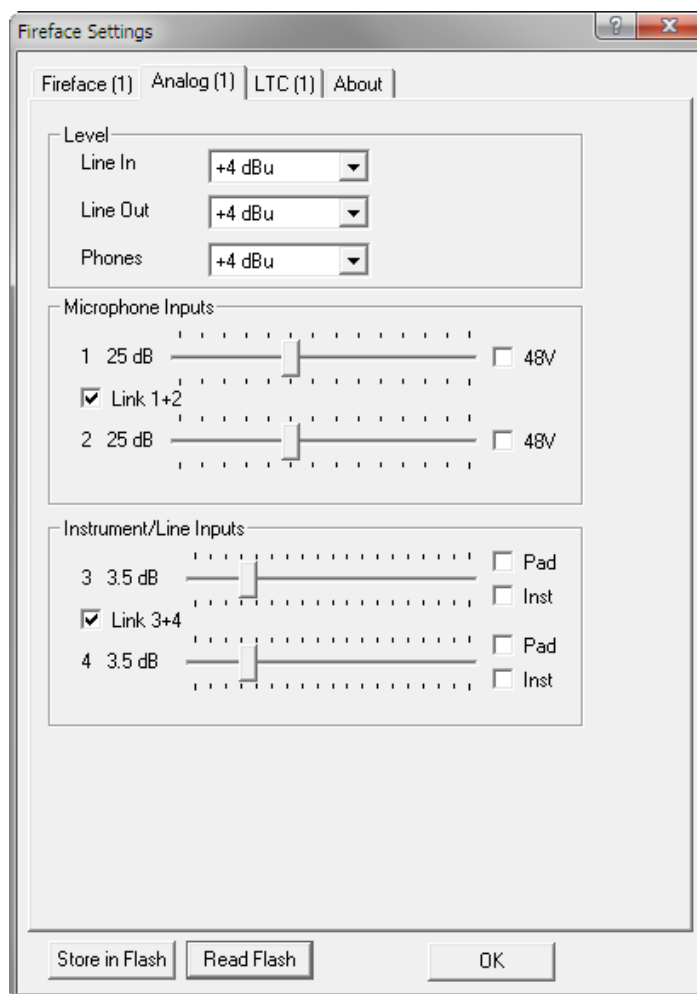 Fireface Settings
Fireface (1) Analog (1) LTC (1) About
Level
Line In +4 dBu
Line Out +4 dBu
Phones +4 dBu
Microphone Inputs
1 25 dB 48V
Link 1+2
2 25 dB 48V
Instrument/Line Inputs
3 3.5 dB Pad
Inst
Link 3+4
4 3.5 dB Pad
Inst
Store in Flash Read Flash OK